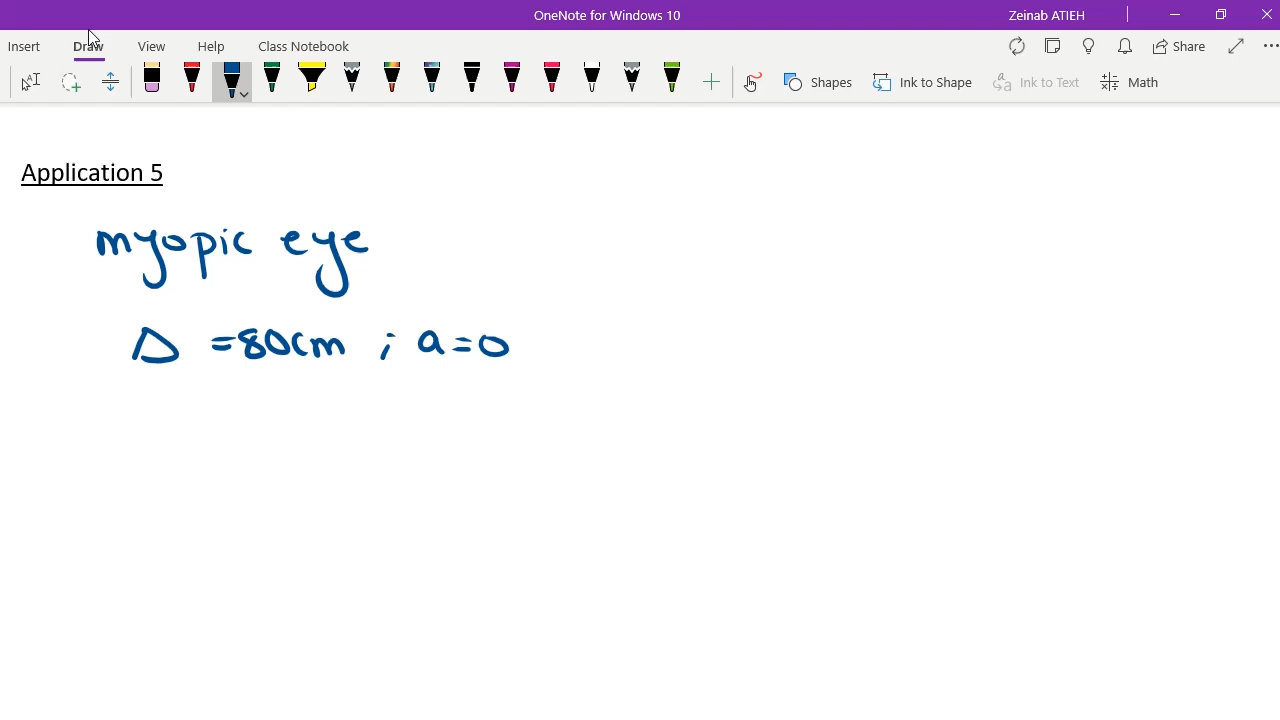 OneNote for Windows 10
Zeinab ATIEH
Insert Draw View Help Class Notebook Share
Shapes Ink to Shape Ink to Text Math
Application 5
myopic eye
Δ = 80cm ; a = 0